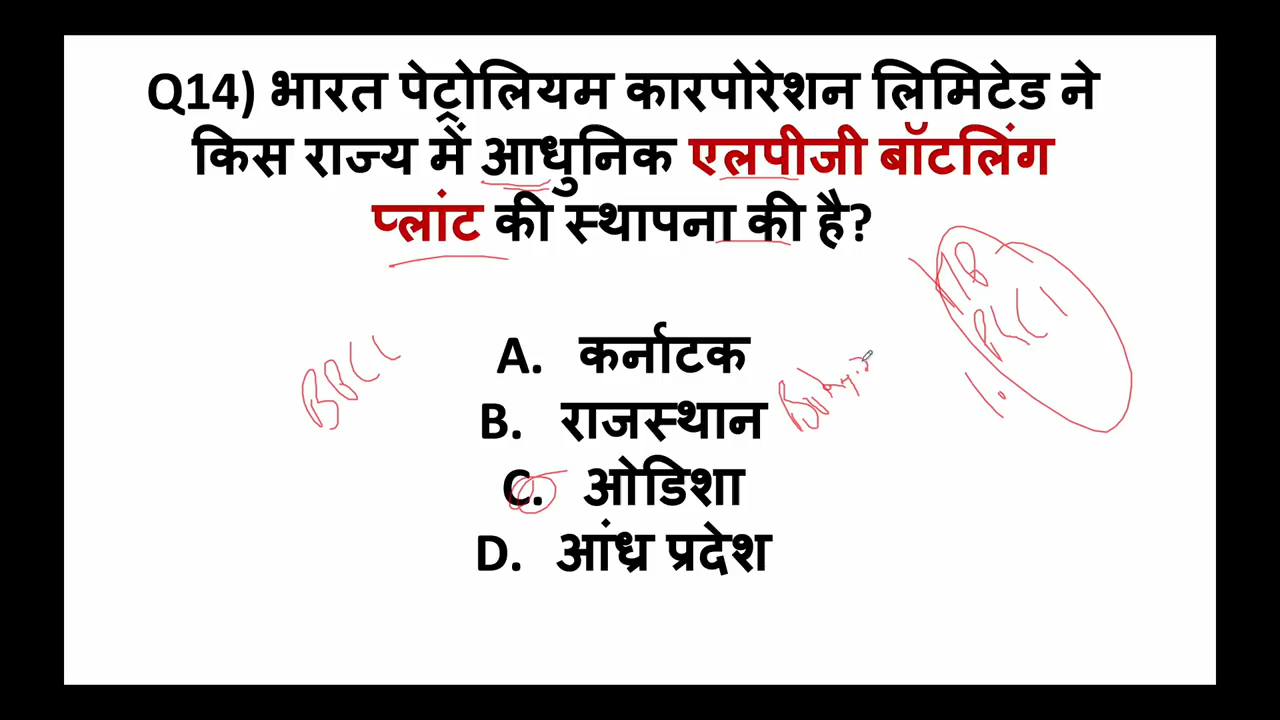 Q14) भारत पेट्रोलियम कारपोरेशन लिमिटेड ने
किस राज्य में आधुनिक एलपीजी बॉटलिंग
प्लांट की स्थापना की है?
A. कर्नाटक
B. राजस्थान
C. ओडिशा
D. आंध्र प्रदेश